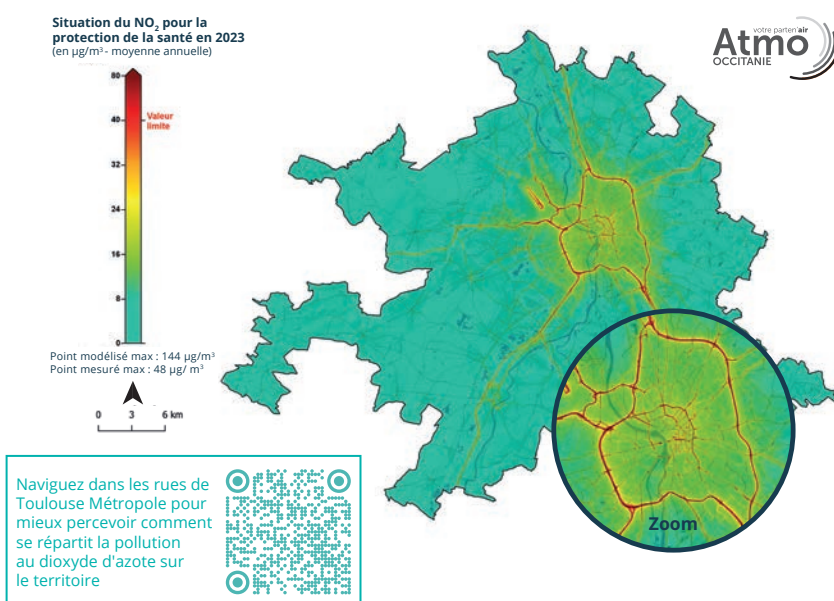 Situation du NO₂ pour la
protection de la santé en 2023
(en µg/m³ - moyenne annuelle)
votre parten'air
Atmo
OCCITANIE
80
40
Valeur
limite
32
24
16
8
0
Point modélisé max : 144 µg/m³
Point mesuré max : 48 µg/ m³
0 3 6 km
Zoom
Naviguez dans les rues de
Toulouse Métropole pour
mieux percevoir comment
se répartit la pollution
au dioxyde d'azote sur
le territoire